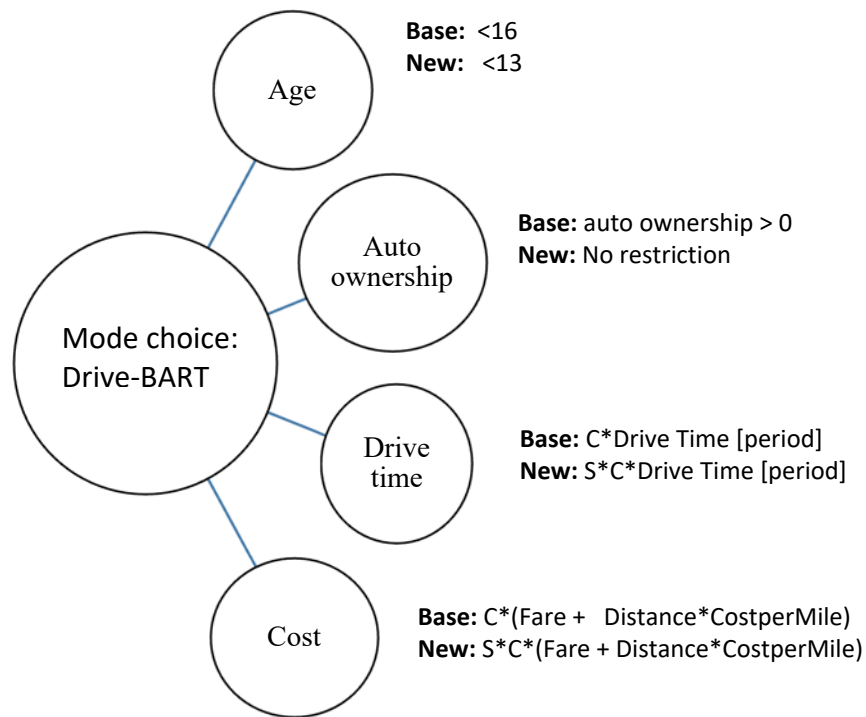 Age
Base: <16
New: <13
Auto
ownership
Base: auto ownership > 0
New: No restriction
Mode choice:
Drive-BART
Drive
time
Base: C*Drive Time [period]
New: S*C*Drive Time [period]
Cost
Base: C*(Fare + Distance*CostperMile)
New: S*C*(Fare + Distance*CostperMile)